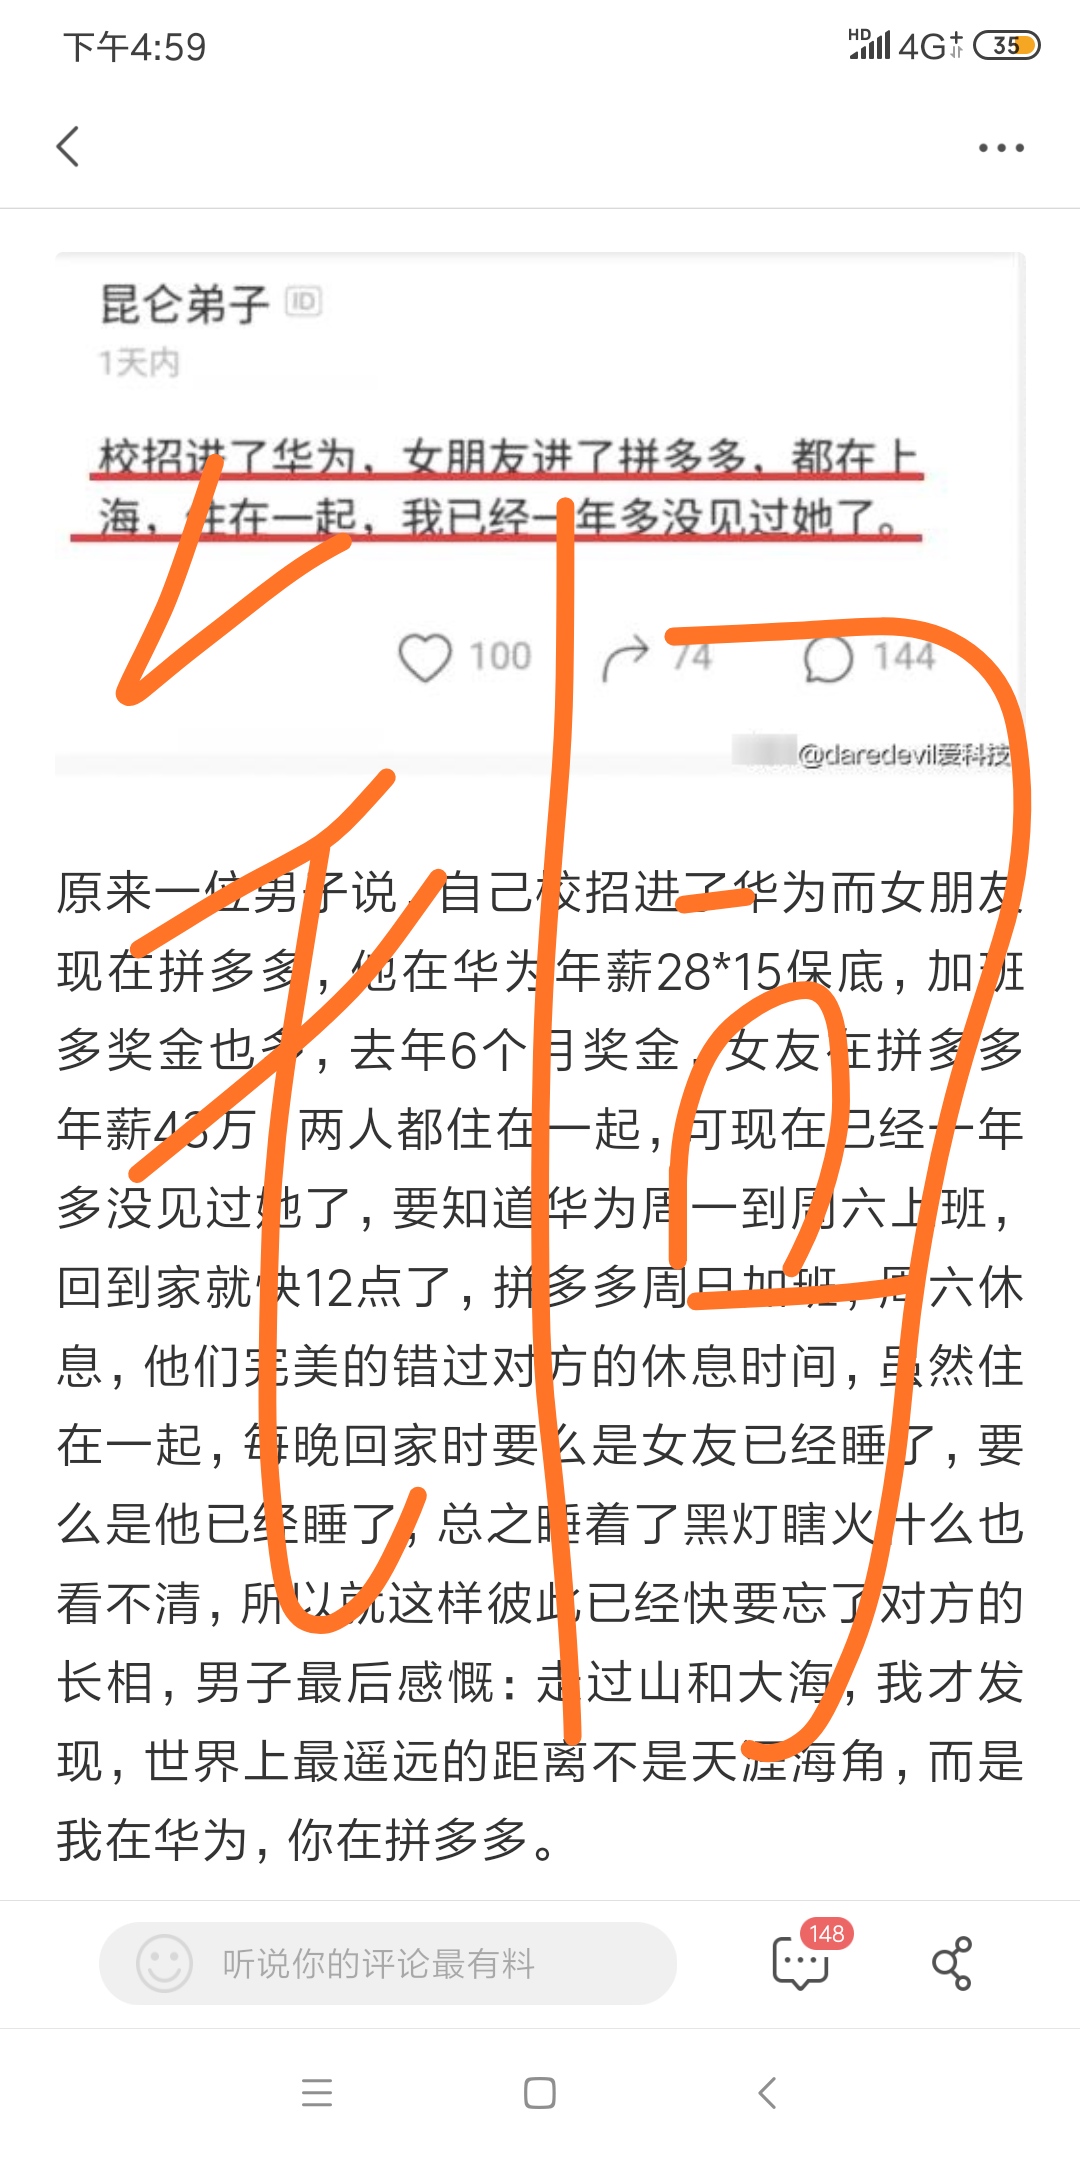 下午4:59
HD 4G+ 35
昆仑弟子 ID
1天内
校招进了华为，女朋友进了拼多多，都在上
海，住在一起，我已经一年多没见过她了。
100 74 144
@daredevil爱科技
原来一位男子说，自己校招进了华为而女朋友
现在拼多多，他在华为年薪28*15保底，加班
多奖金也多，去年6个月奖金，女友在拼多多
年薪43万，两人都住在一起，可现在已经一年
多没见过她了，要知道华为周一到周六上班，
回到家就快12点了，拼多多周日加班，周六休
息，他们完美的错过对方的休息时间，虽然住
在一起，每晚回家时要么是女友已经睡了，要
么是他已经睡了，总之睡着了黑灯瞎火什么也
看不清，所以就这样彼此已经快要忘了对方的
长相，男子最后感慨：走过山和大海，我才发
现，世界上最遥远的距离不是天涯海角，而是
我在华为，你在拼多多。
听说你的评论最有料
148